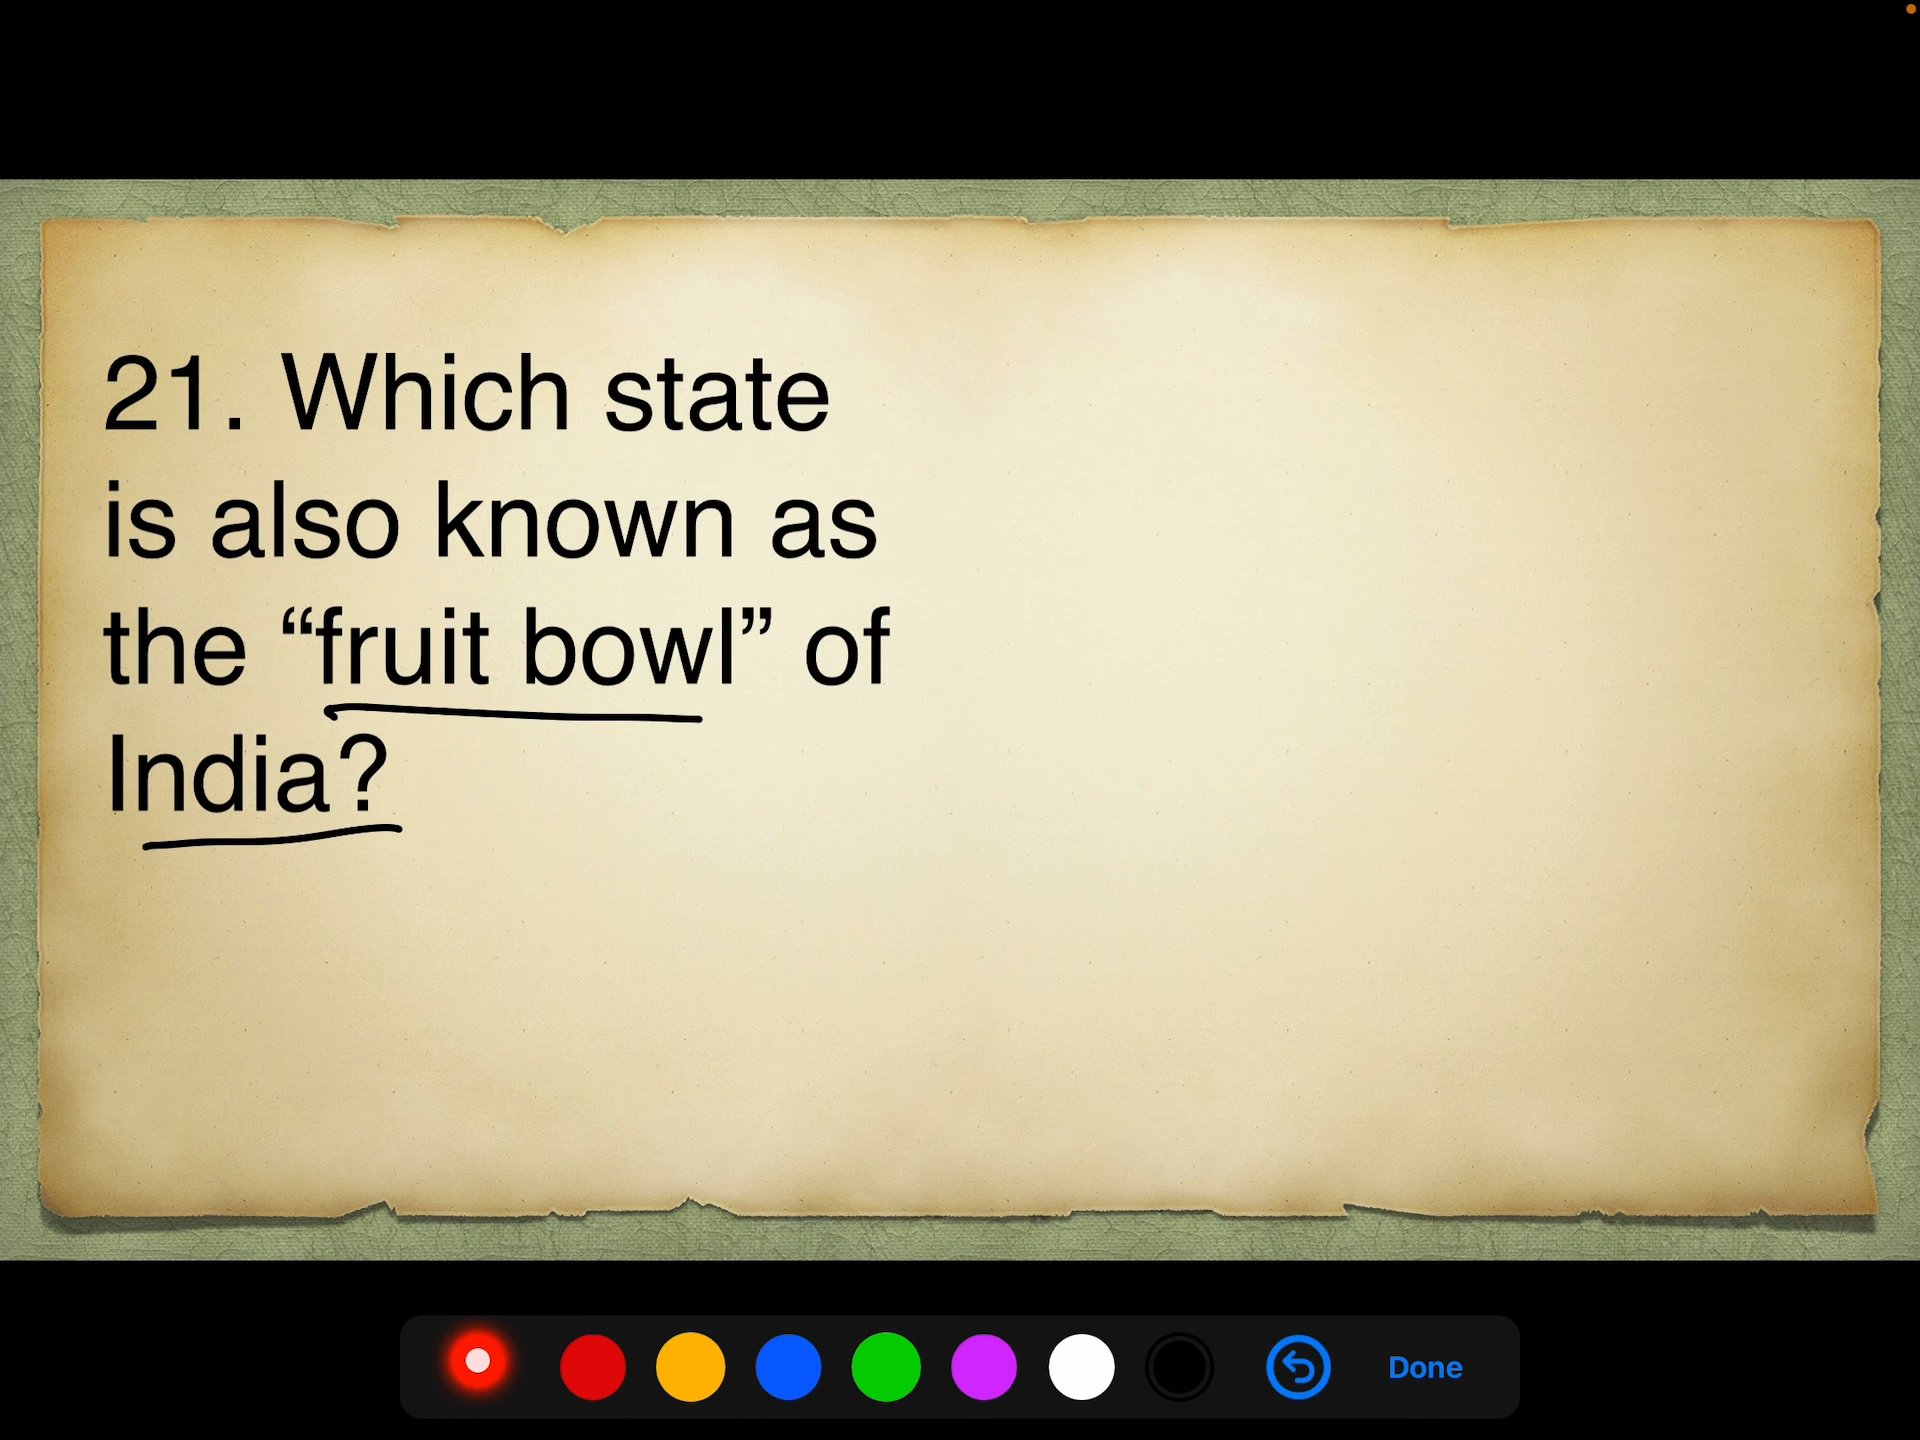 21. Which state
is also known as
the “fruit bowl” of
India?
Done